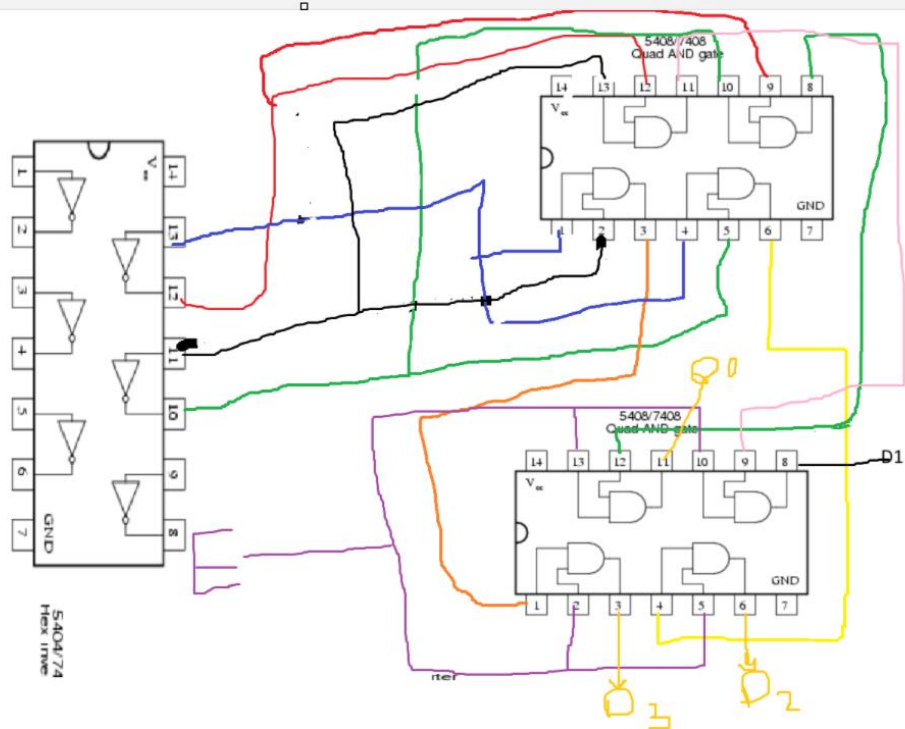 5408/7408
Quad AND gate
14 13 12 11 10 9 8
Vcc
GND
1 2 3 4 5 6 7
1 14
Vcc
2 13
3 12
4 11
5 10
6 9
7 8
GND
5404/74
Hex inve
rter
D0
5408/7408
Quad AND gate
14 13 12 11 10 9 8
D1
Vcc
GND
1 2 3 4 5 6 7
E
D3
D2